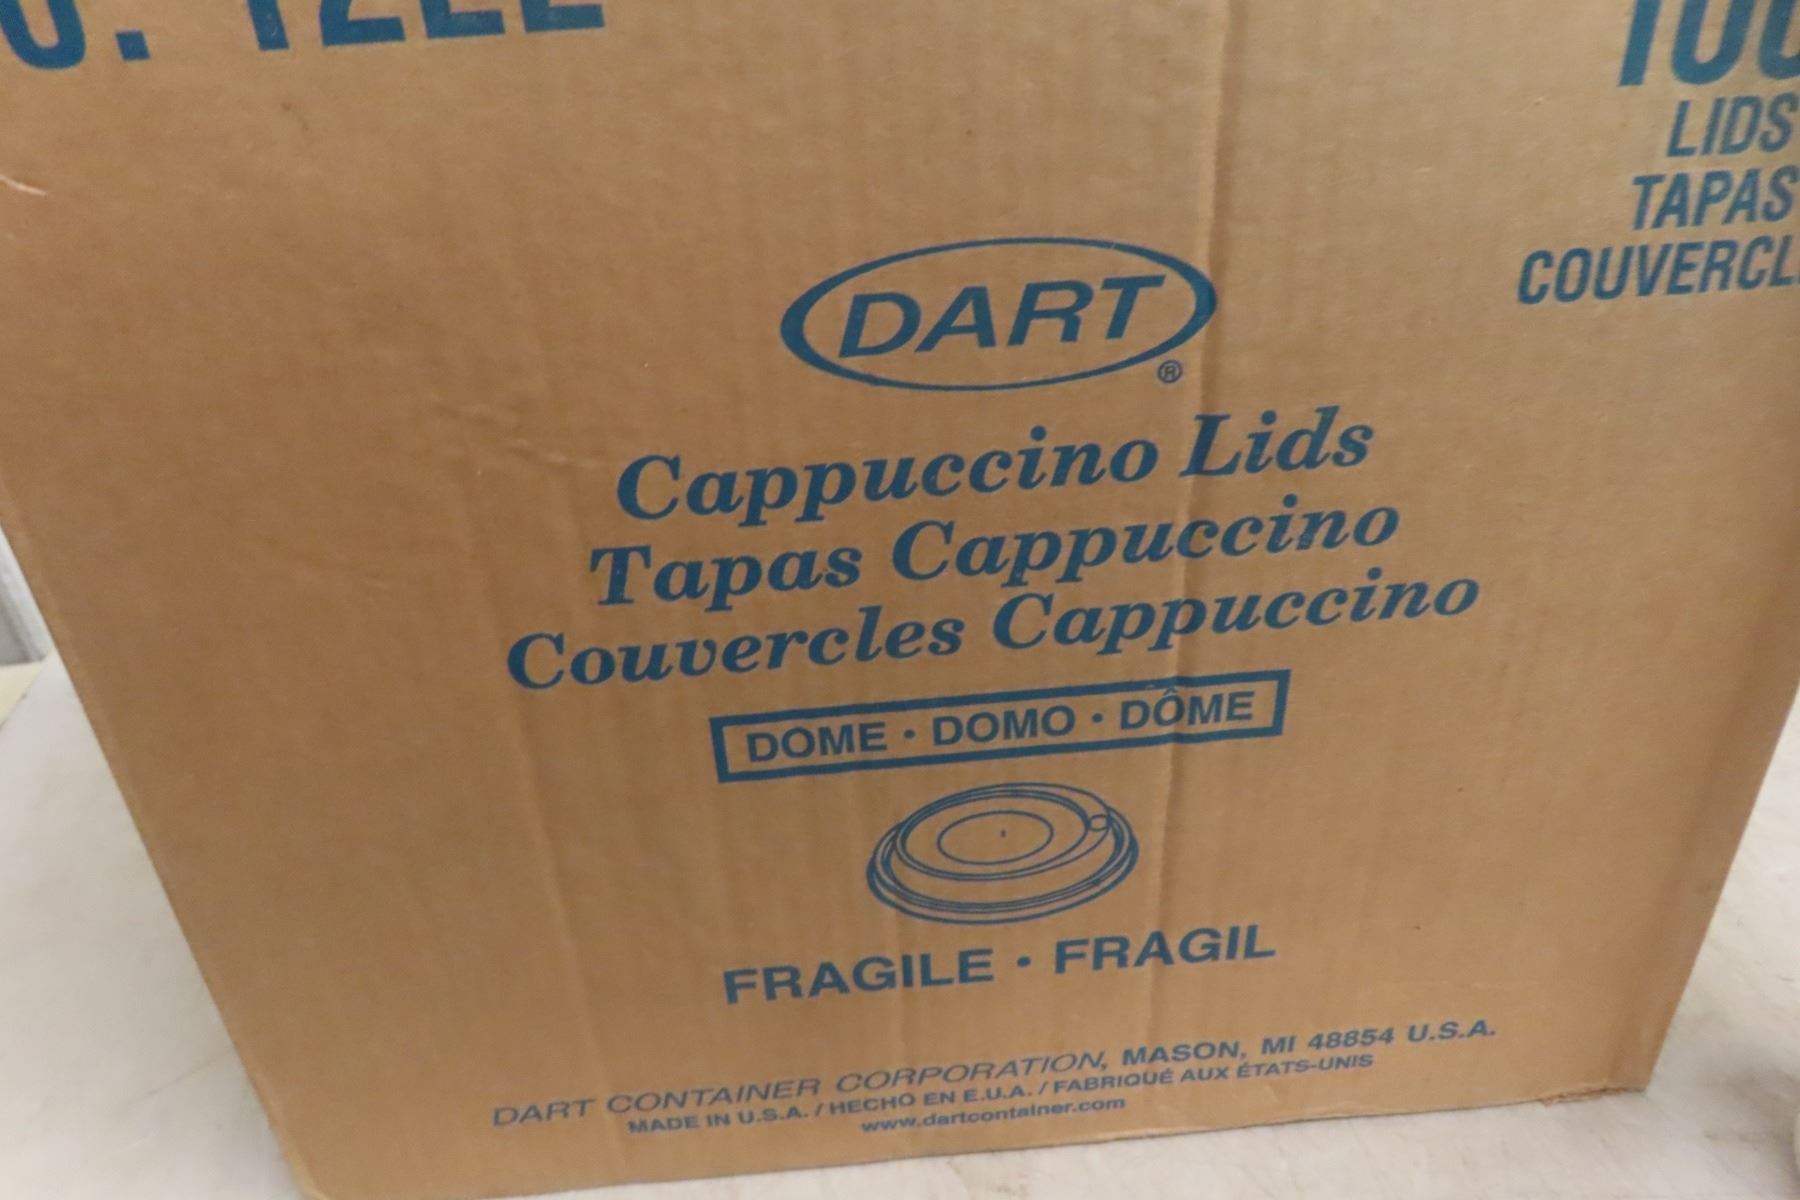 LIDS
TAPAS
DART ®
Cappuccino Lids
Tapas Cappuccino
Couvercles Cappuccino
DOME • DOMO • DÔME
FRAGILE • FRAGIL
DART CONTAINER CORPORATION, MASON, MI 48854 U.S.A.
MADE IN U.S.A. / HECHO EN E.U.A. / FABRIQUÉ AUX ÉTATS-UNIS
www.dartcontainer.com